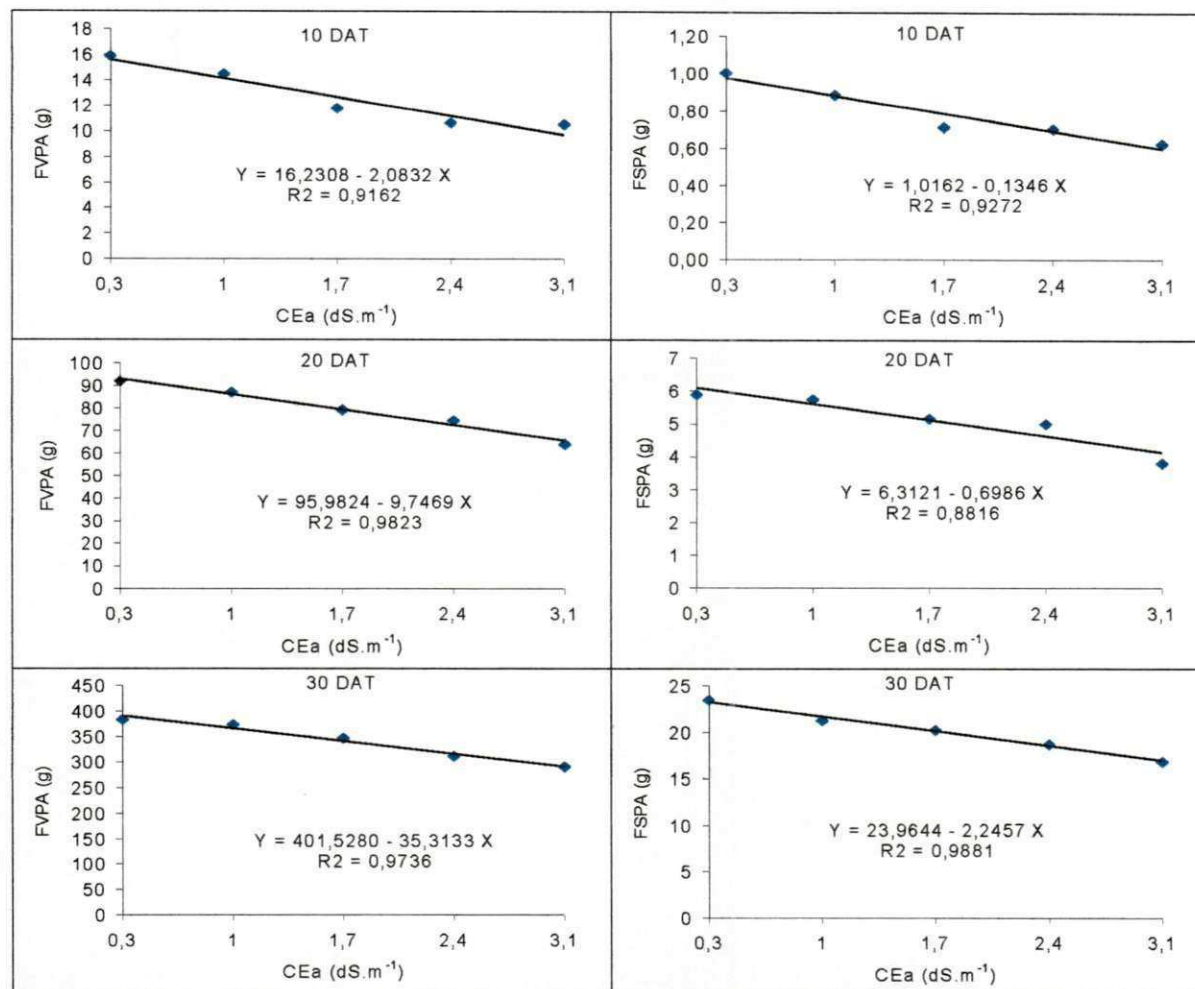 10 DAT
FVPA (g)
18
16
14
12
10
8
6
4
2
0
Y = 16,2308 - 2,0832 X
R2 = 0,9162
0,3 1 1,7 2,4 3,1
CEa (dS.m⁻¹)
10 DAT
FSPA (g)
1,20
1,00
0,80
0,60
0,40
0,20
0,00
Y = 1,0162 - 0,1346 X
R2 = 0,9272
0,3 1 1,7 2,4 3,1
CEa (dS.m⁻¹)
20 DAT
FVPA (g)
100
90
80
70
60
50
40
30
20
10
0
Y = 95,9824 - 9,7469 X
R2 = 0,9823
0,3 1 1,7 2,4 3,1
CEa (dS.m⁻¹)
20 DAT
FSPA (g)
7
6
5
4
3
2
1
0
Y = 6,3121 - 0,6986 X
R2 = 0,8816
0,3 1 1,7 2,4 3,1
CEa (dS.m⁻¹)
30 DAT
FVPA (g)
450
400
350
300
250
200
150
100
50
0
Y = 401,5280 - 35,3133 X
R2 = 0,9736
0,3 1 1,7 2,4 3,1
CEa (dS.m⁻¹)
30 DAT
FSPA (g)
25
20
15
10
5
0
Y = 23,9644 - 2,2457 X
R2 = 0,9881
0,3 1 1,7 2,4 3,1
CEa (dS.m⁻¹)